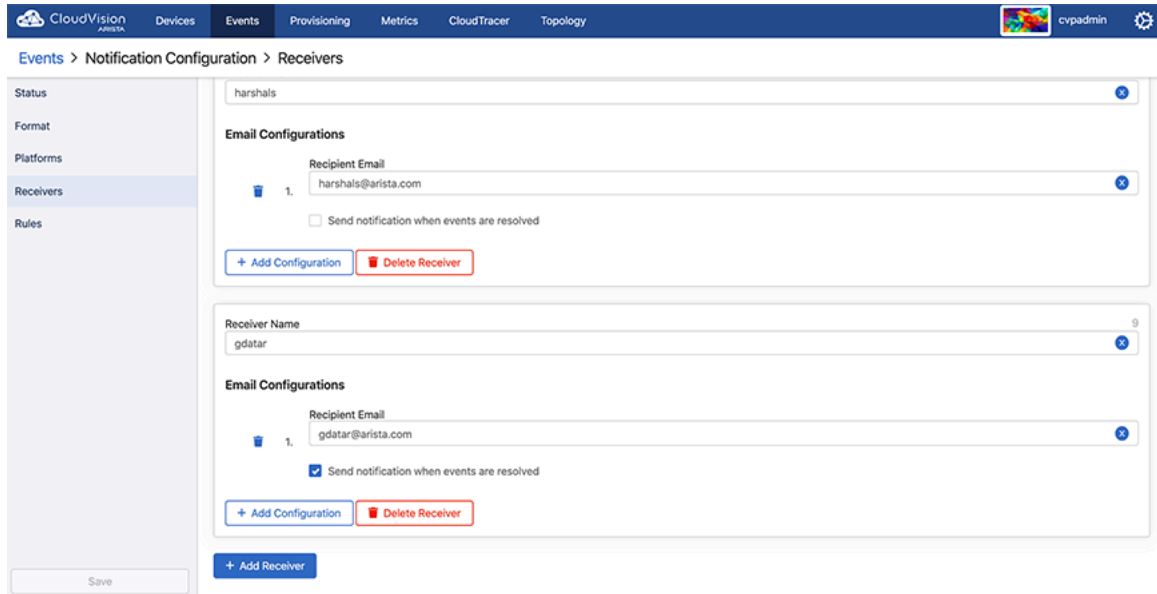 CloudVision
ARISTA
Devices
Events
Provisioning
Metrics
CloudTracer
Topology
cvpadmin
Events > Notification Configuration > Receivers
Status
Format
Platforms
Receivers
Rules
Save
harshals
Email Configurations
Recipient Email
1.
harshals@arista.com
Send notification when events are resolved
+ Add Configuration
Delete Receiver
Receiver Name
9
gdatar
Email Configurations
Recipient Email
1.
gdatar@arista.com
Send notification when events are resolved
+ Add Configuration
Delete Receiver
+ Add Receiver